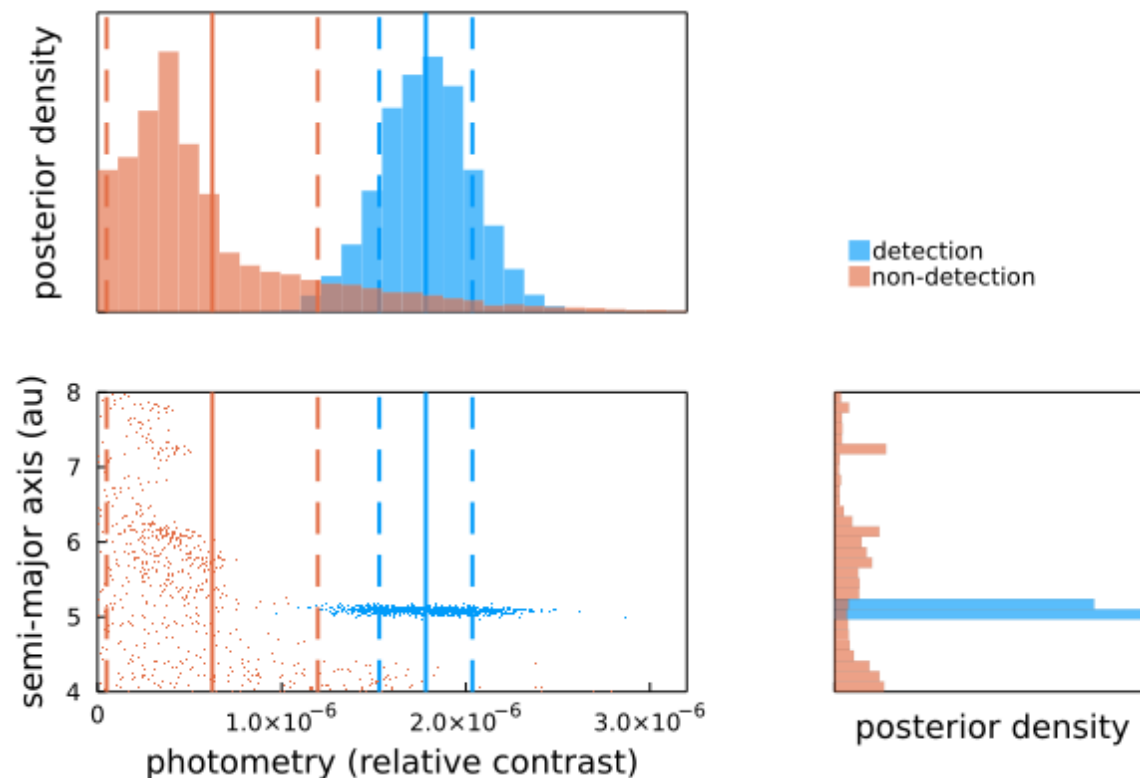 posterior density
detection
non-detection
semi-major axis (au)
8
7
6
5
4
0
1.0×10⁻⁶
2.0×10⁻⁶
3.0×10⁻⁶
photometry (relative contrast)
posterior density